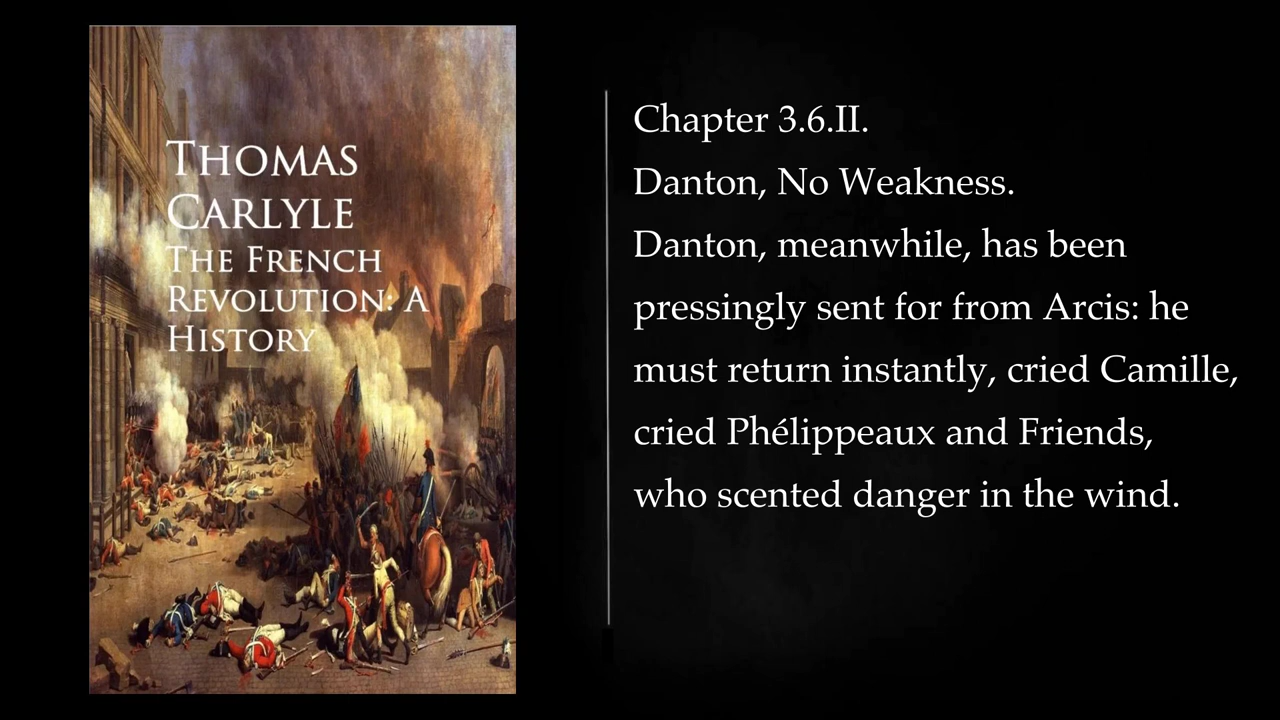 THOMAS
CARLYLE
THE FRENCH
REVOLUTION: A
HISTORY
Chapter 3.6.II.
Danton, No Weakness.
Danton, meanwhile, has been
pressingly sent for from Arcis: he
must return instantly, cried Camille,
cried Phélippeaux and Friends,
who scented danger in the wind.